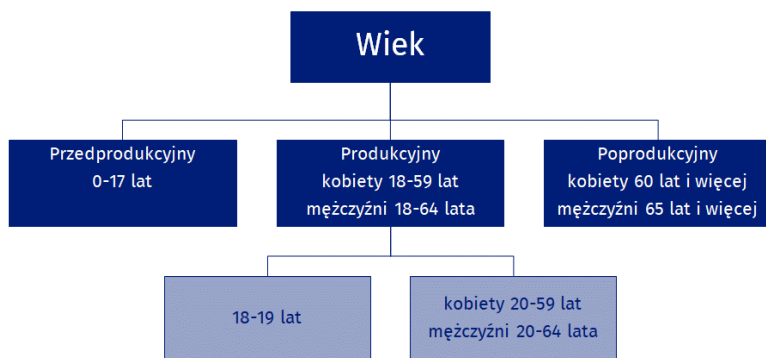 Wiek
Przedprodukcyjny
0-17 lat
Produkcyjny
kobiety 18-59 lat
mężczyźni 18-64 lata
Poprodukcyjny
kobiety 60 lat i więcej
mężczyźni 65 lat i więcej
18-19 lat
kobiety 20-59 lat
mężczyźni 20-64 lata